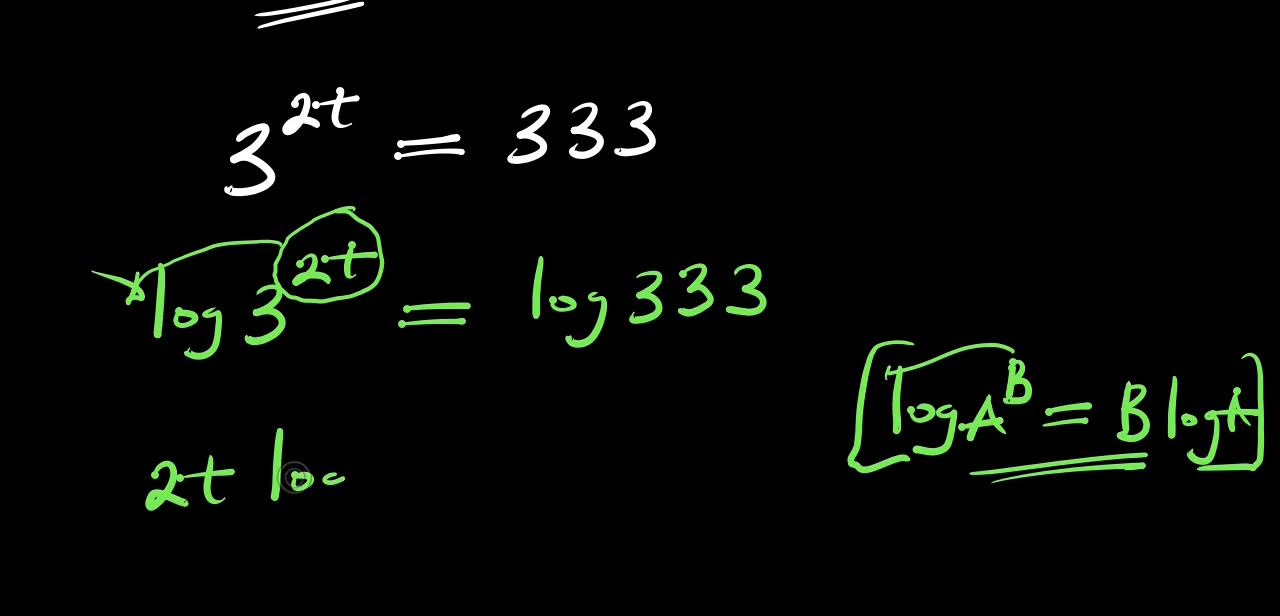 3^{2t} = 333
log 3^{2t} = log 333
[log A^B = B log A]
2t lo